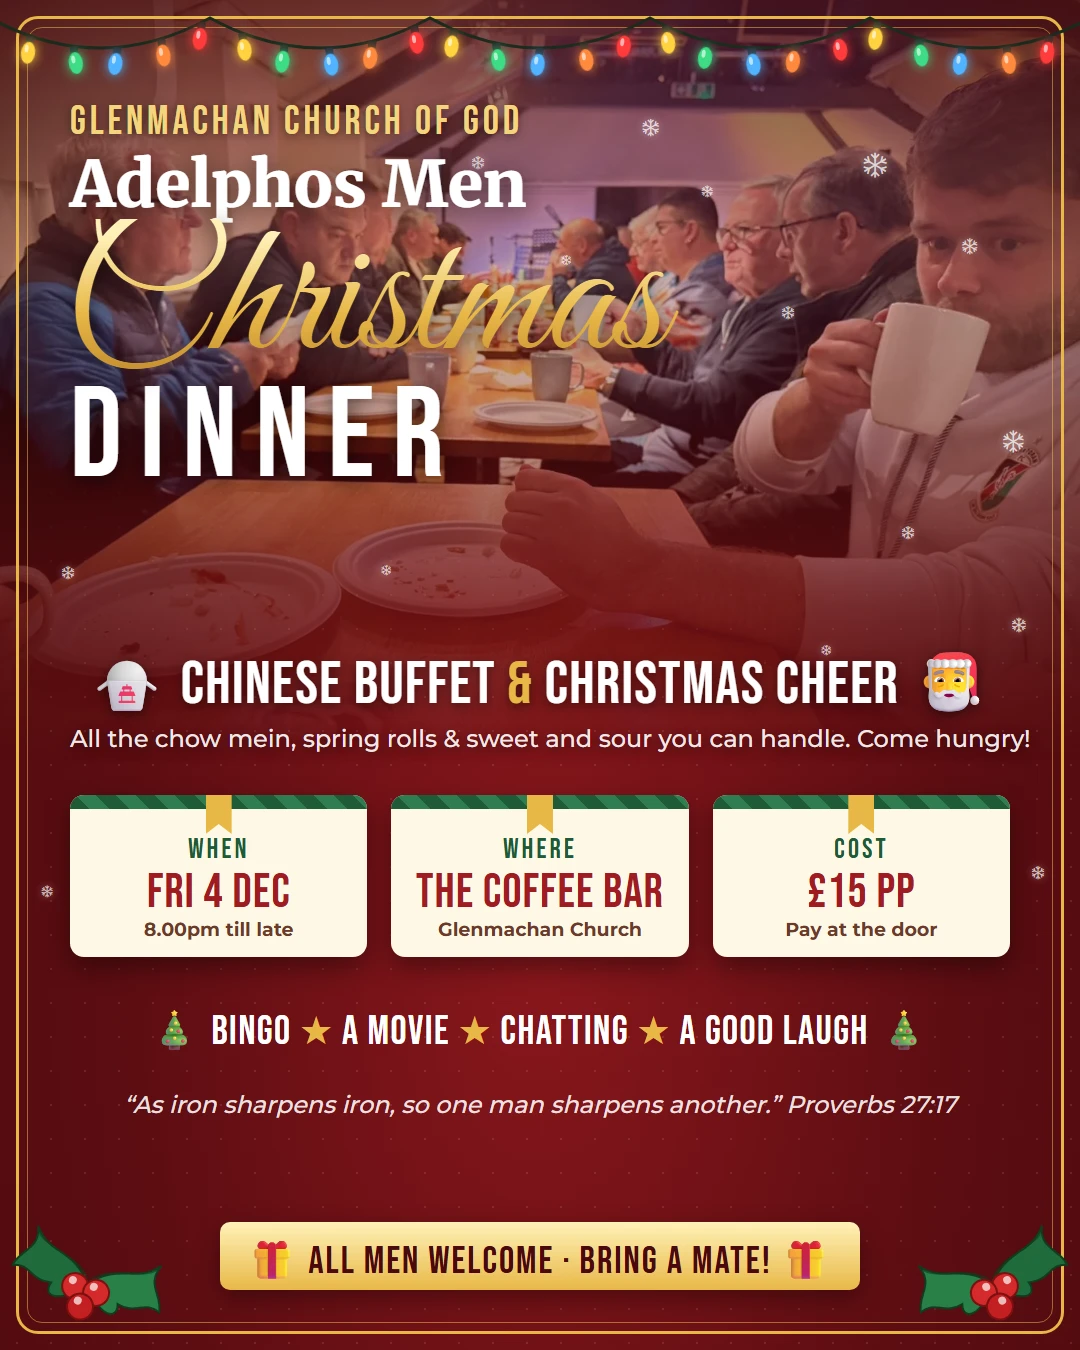 GLENMACHAN CHURCH OF GOD
Adelphos Men
Christmas
DINNER
CHINESE BUFFET & CHRISTMAS CHEER
All the chow mein, spring rolls & sweet and sour you can handle. Come hungry!
WHEN
FRI 4 DEC
8.00pm till late
WHERE
THE COFFEE BAR
Glenmachan Church
COST
£15 PP
Pay at the door
BINGO ★ A MOVIE ★ CHATTING ★ A GOOD LAUGH
“As iron sharpens iron, so one man sharpens another.” Proverbs 27:17
ALL MEN WELCOME · BRING A MATE!